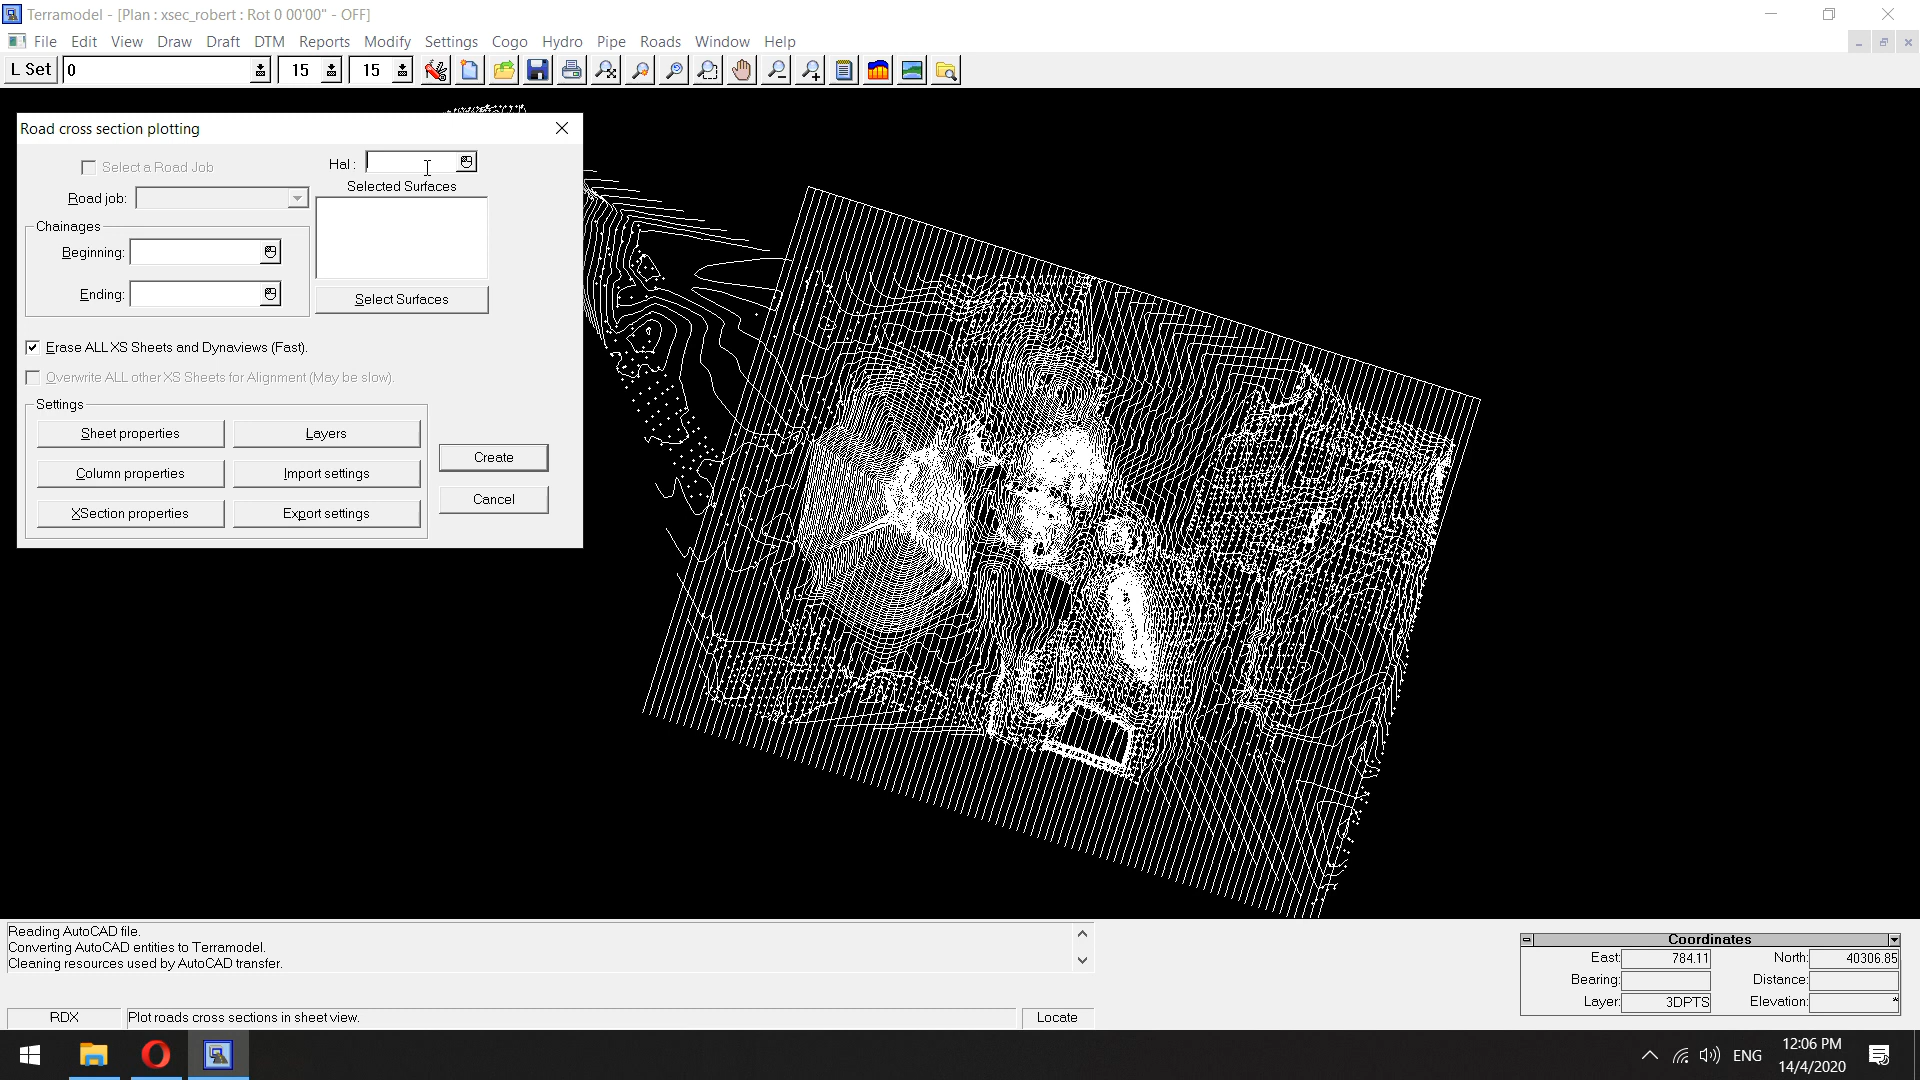 Terramodel - [Plan : xsec_robert : Rot 0 00'00" - OFF]
File Edit View Draw Draft DTM Reports Modify Settings Cogo Hydro Pipe Roads Window Help
L Set 0 15 15
Road cross section plotting
Select a Road Job
Hal :
Road job:
Selected Surfaces
Chainages
Beginning:
Ending:
Select Surfaces
Erase ALL XS Sheets and Dynaviews (Fast).
Overwrite ALL other XS Sheets for Alignment (May be slow).
Settings
Sheet properties Layers
Create
Column properties Import settings
Cancel
XSection properties Export settings
Reading AutoCAD file.
Converting AutoCAD entities to Terramodel.
Cleaning resources used by AutoCAD transfer.
Coordinates
East: 784.11 North: 40306.85
Bearing: Distance:
Layer: 3DPTS Elevation: *
RDX Plot roads cross sections in sheet view. Locate
ENG
12:06 PM
14/4/2020